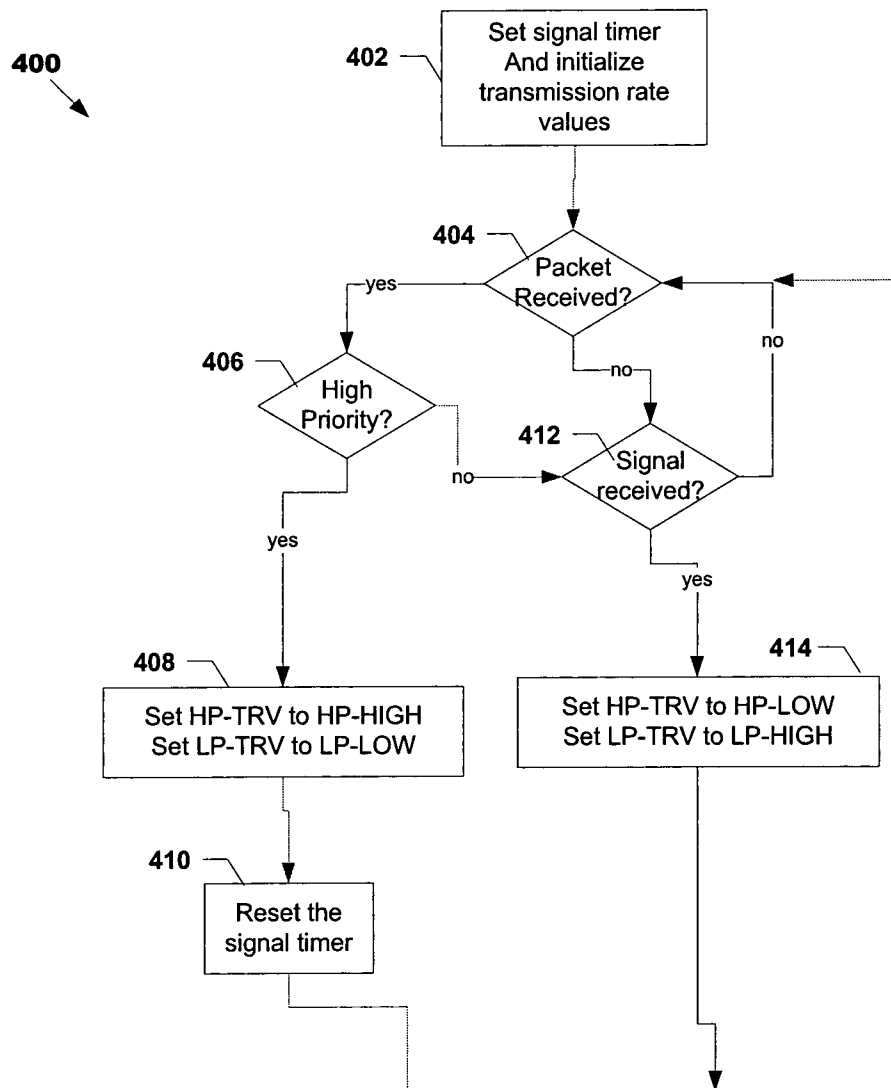 400
402
Set signal timer
And initialize
transmission rate
values
404
Packet
Received?
yes
no
no
406
High
Priority?
412
Signal
received?
no
yes
yes
408
Set HP-TRV to HP-HIGH
Set LP-TRV to LP-LOW
414
Set HP-TRV to HP-LOW
Set LP-TRV to LP-HIGH
410
Reset the
signal timer